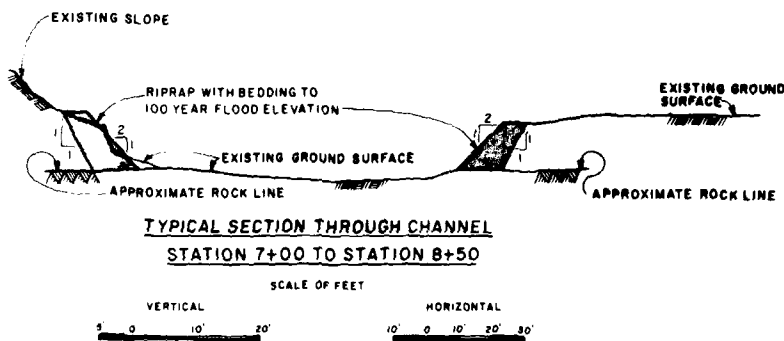 EXISTING SLOPE
RIPRAP WITH BEDDING TO
100 YEAR FLOOD ELEVATION
EXISTING GROUND
SURFACE
2
1
1
2
1
1
1
EXISTING GROUND SURFACE
APPROXIMATE ROCK LINE
APPROXIMATE ROCK LINE
TYPICAL SECTION THROUGH CHANNEL
STATION 7+00 TO STATION 8+50
SCALE OF FEET
VERTICAL
HORIZONTAL
5' 0 10' 20'
10' 0 10' 20' 30'